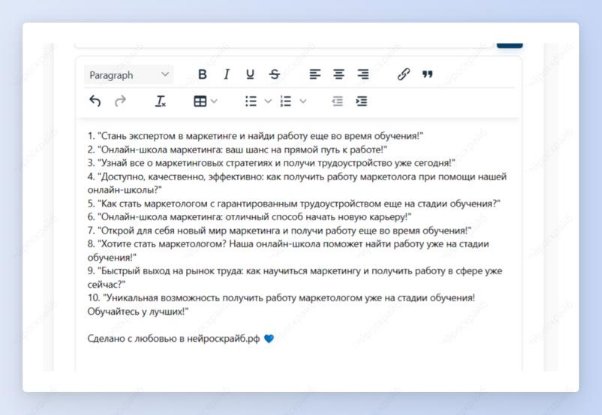 Paragraph B I U S
1. "Стань экспертом в маркетинге и найди работу еще во время обучения!"
2. "Онлайн-школа маркетинга: ваш шанс на прямой путь к работе!"
3. "Узнай все о маркетинговых стратегиях и получи трудоустройство уже сегодня!"
4. "Доступно, качественно, эффективно: как получить работу маркетолога при помощи нашей
онлайн-школы?"
5. "Как стать маркетологом с гарантированным трудоустройством еще на стадии обучения?"
6. "Онлайн-школа маркетинга: отличный способ начать новую карьеру!"
7. "Открой для себя новый мир маркетинга и получи работу еще во время обучения!"
8. "Хотите стать маркетологом? Наша онлайн-школа поможет найти работу уже на стадии
обучения!"
9. "Быстрый выход на рынок труда: как научиться маркетингу и получить работу в сфере уже
сейчас?"
10. "Уникальная возможность получить работу маркетологом уже на стадии обучения!
Обучайтесь у лучших!"
Сделано с любовью в нейроскрайб.рф 💙